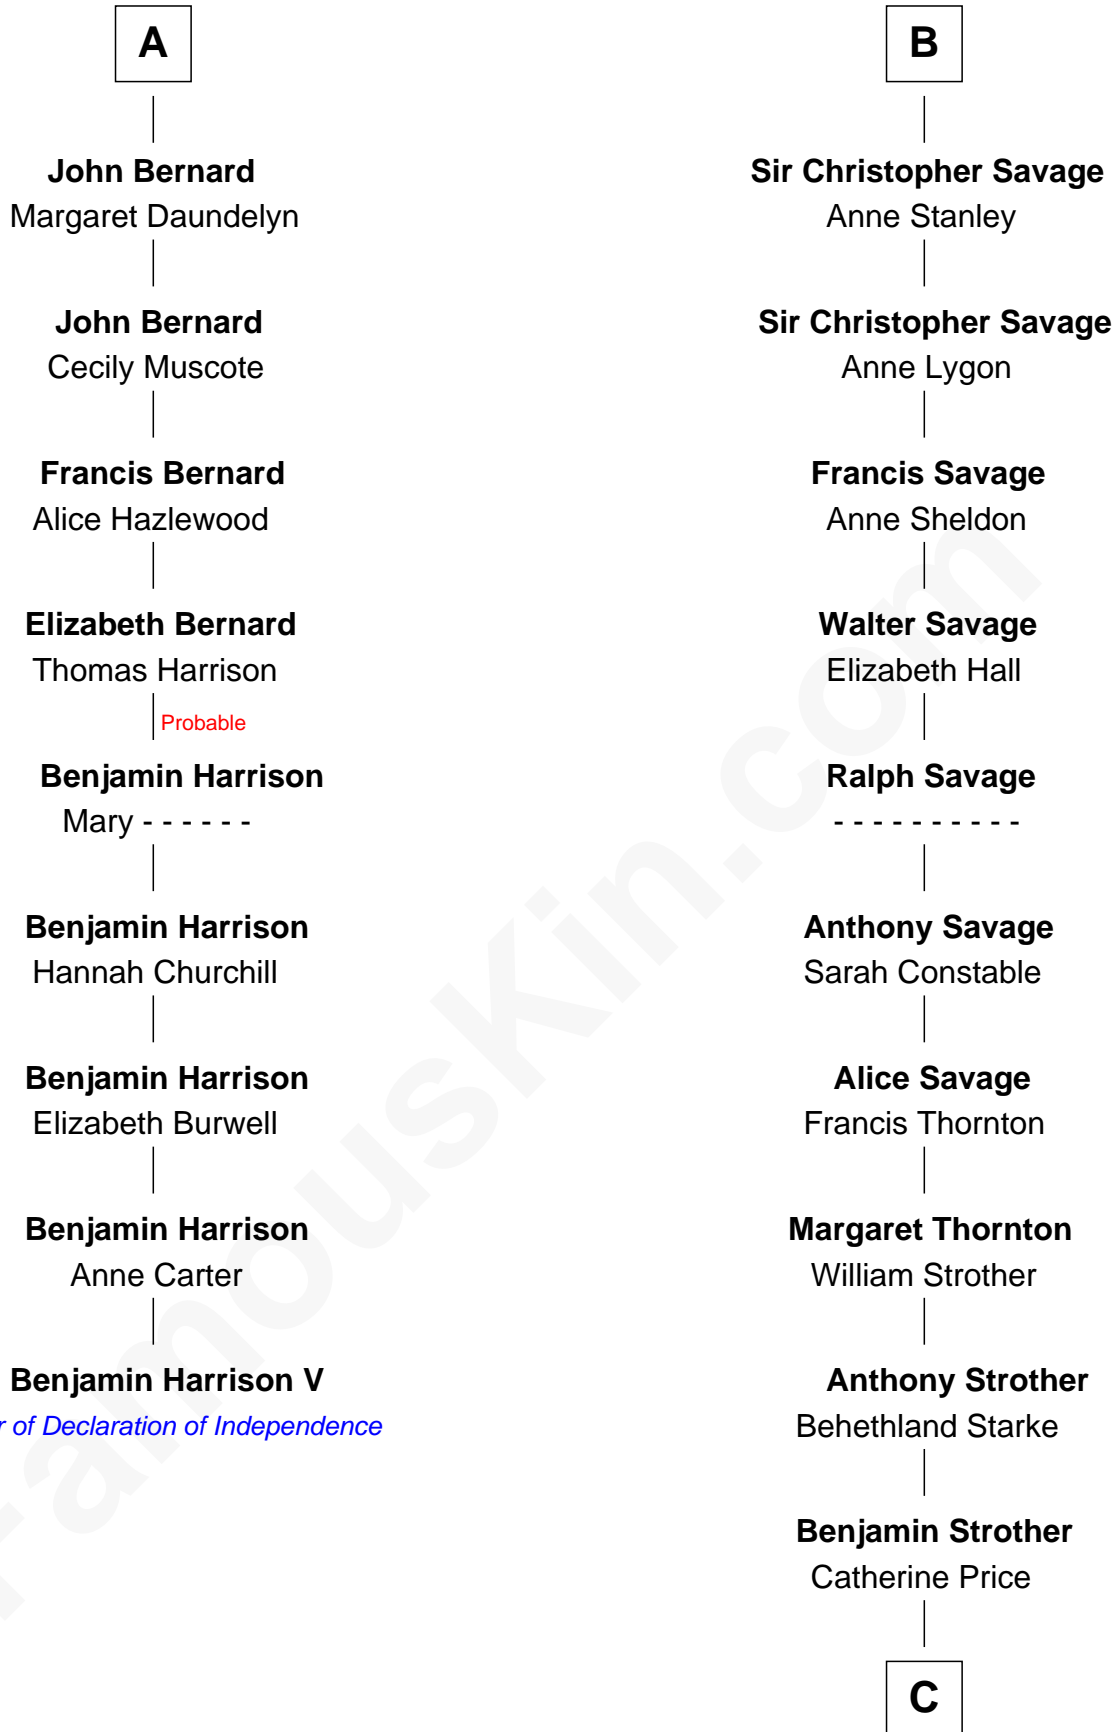 A
John Bernard
Margaret Daundelyn
John Bernard
Cecily Muscote
Francis Bernard
Alice Hazlewood
Elizabeth Bernard
Thomas Harrison
Probable
Benjamin Harrison
Mary - - - - - -
Benjamin Harrison
Hannah Churchill
Benjamin Harrison
Elizabeth Burwell
Benjamin Harrison
Anne Carter
Benjamin Harrison V
of Declaration of Independence
B
Sir Christopher Savage
Anne Stanley
Sir Christopher Savage
Anne Lygon
Francis Savage
Anne Sheldon
Walter Savage
Elizabeth Hall
Ralph Savage
- - - - - - - - - -
Anthony Savage
Sarah Constable
Alice Savage
Francis Thornton
Margaret Thornton
William Strother
Anthony Strother
Behethland Starke
Benjamin Strother
Catherine Price
C
FamousKin.com